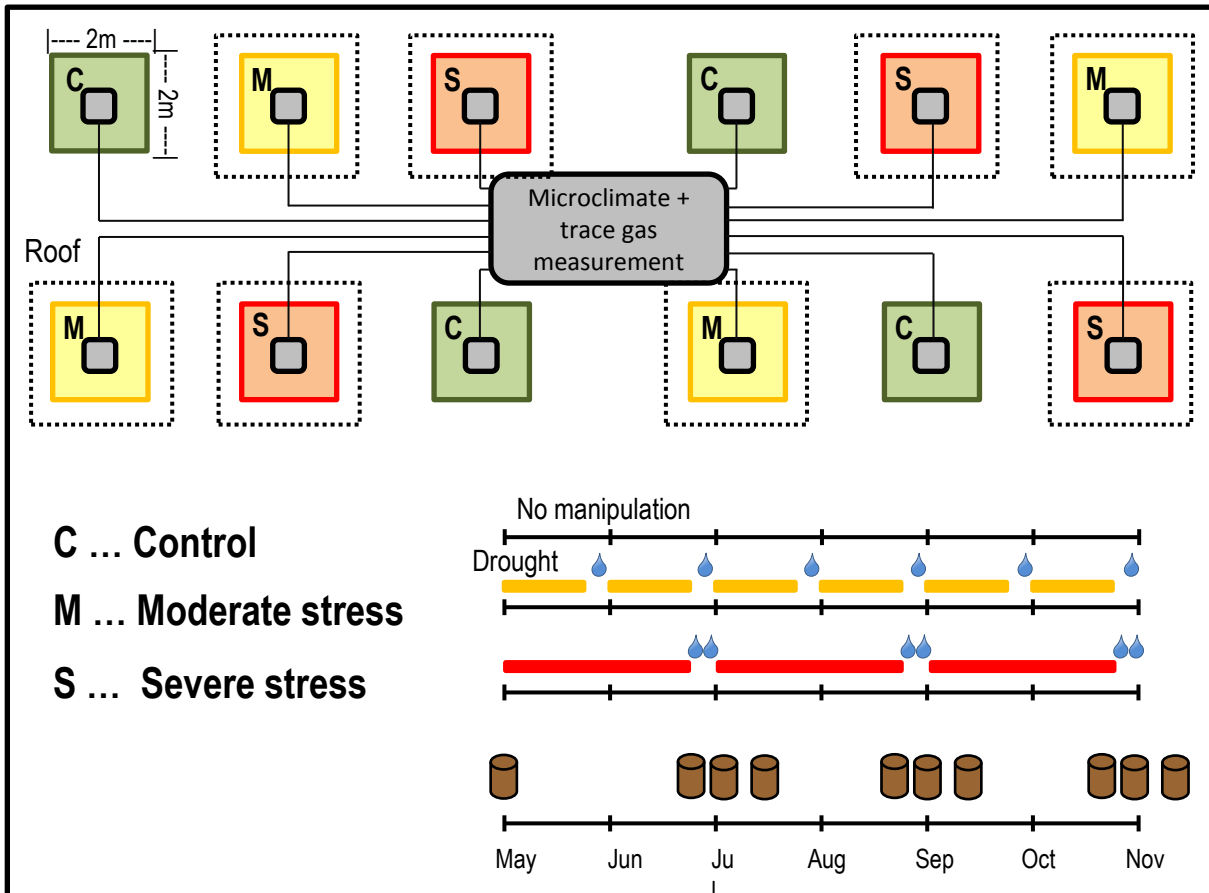 |---- 2m ----|
|---- 2m ----|
C
M
S
C
S
M
Microclimate +
trace gas
measurement
Roof
M
S
C
M
C
S
No manipulation
C … Control
Drought
M … Moderate stress
S … Severe stress
May Jun Ju Aug Sep Oct Nov
l